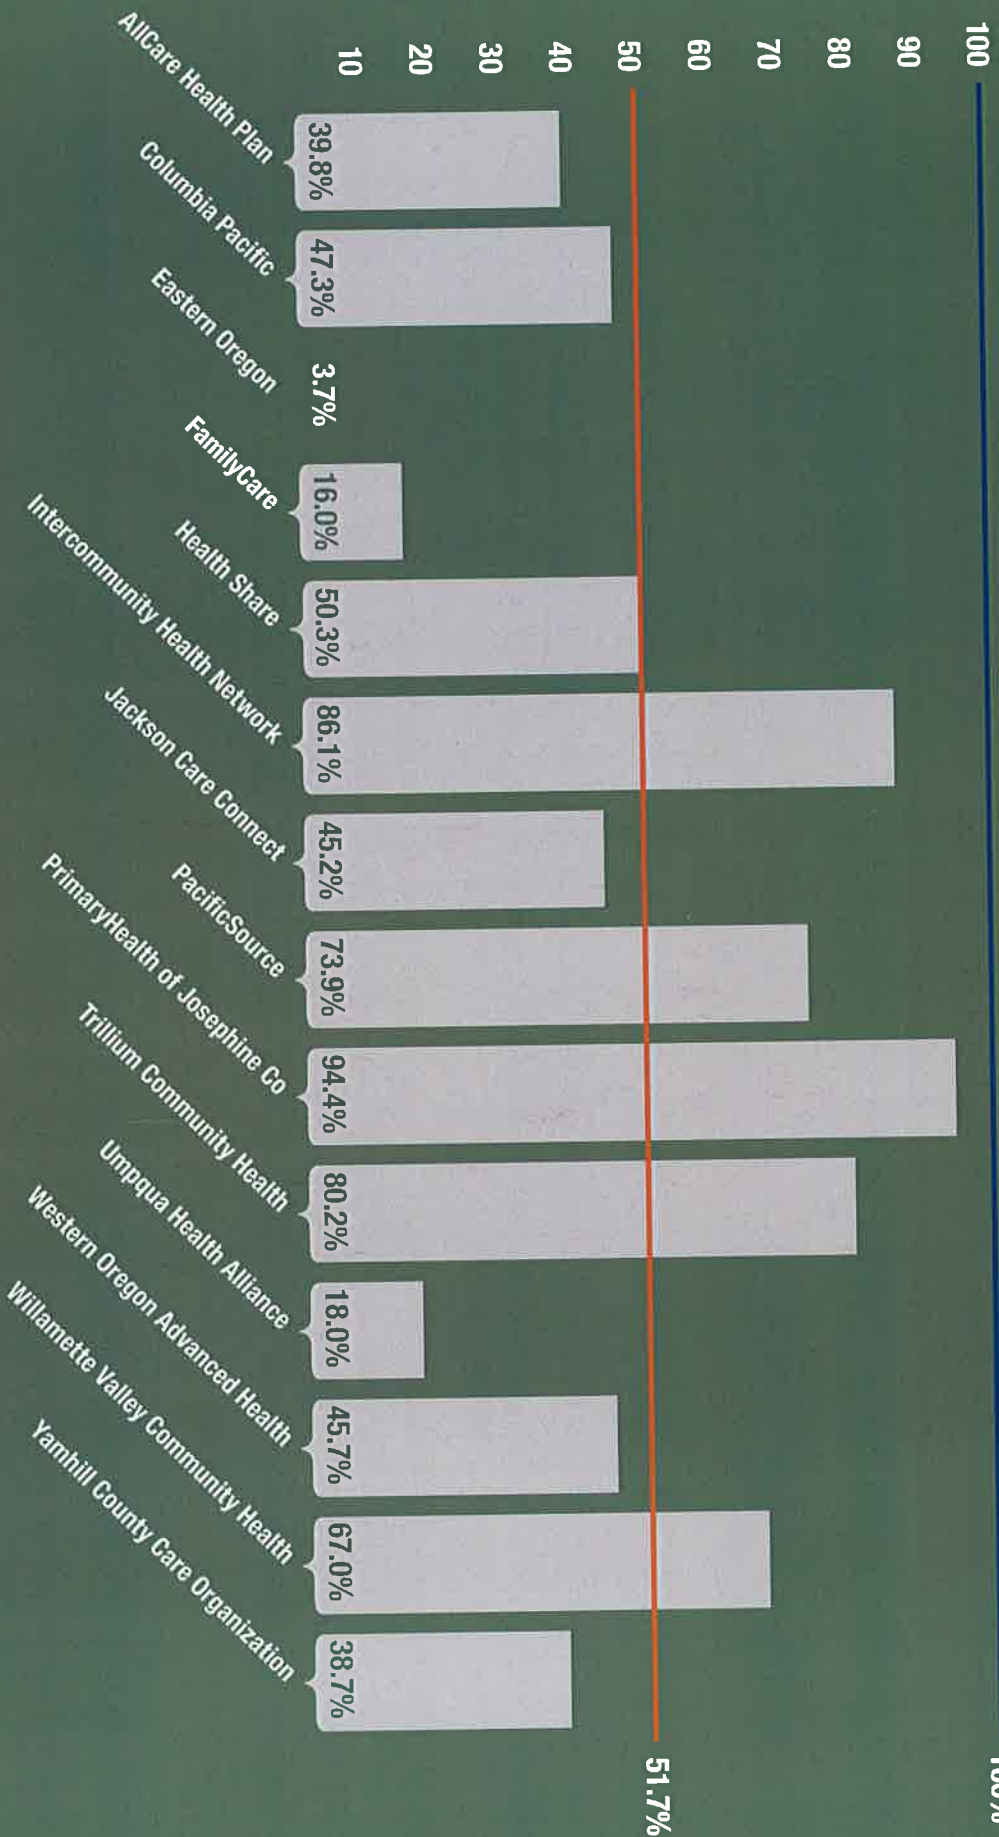 100
90
80
70
60
50
40
30
20
10
100%
51.7%
39.8%
47.3%
3.7%
16.0%
50.3%
86.1%
45.2%
73.9%
94.4%
80.2%
18.0%
45.7%
67.0%
38.7%
AllCare Health Plan
Columbia Pacific
Eastern Oregon
FamilyCare
Health Share
Intercommunity Health Network
Jackson Care Connect
PacificSource
PrimaryHealth of Josephine Co
Trillium Community Health
Umpqua Health Alliance
Western Oregon Advanced Health
Willamette Valley Community Health
Yamhill County Care Organization